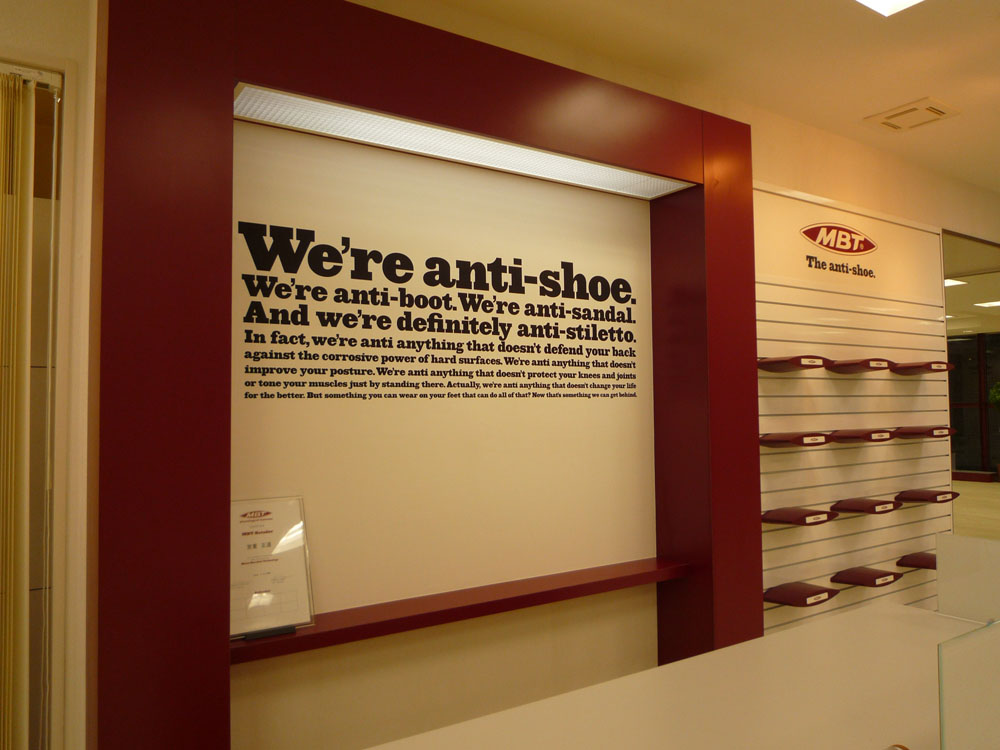 We're anti-shoe.
We're anti-boot. We're anti-sandal.
And we're definitely anti-stiletto.
In fact, we're anti anything that doesn't defend your back
against the corrosive power of hard surfaces. We're anti anything that doesn't
improve your posture. We're anti anything that doesn't protect your knees and joints
or tone your muscles just by standing there. Actually, we're anti anything that doesn't change your life
for the better. But something you can wear on your feet that can do all of that? Now that's something we can get behind.
MBT
The anti-shoe.
MBT